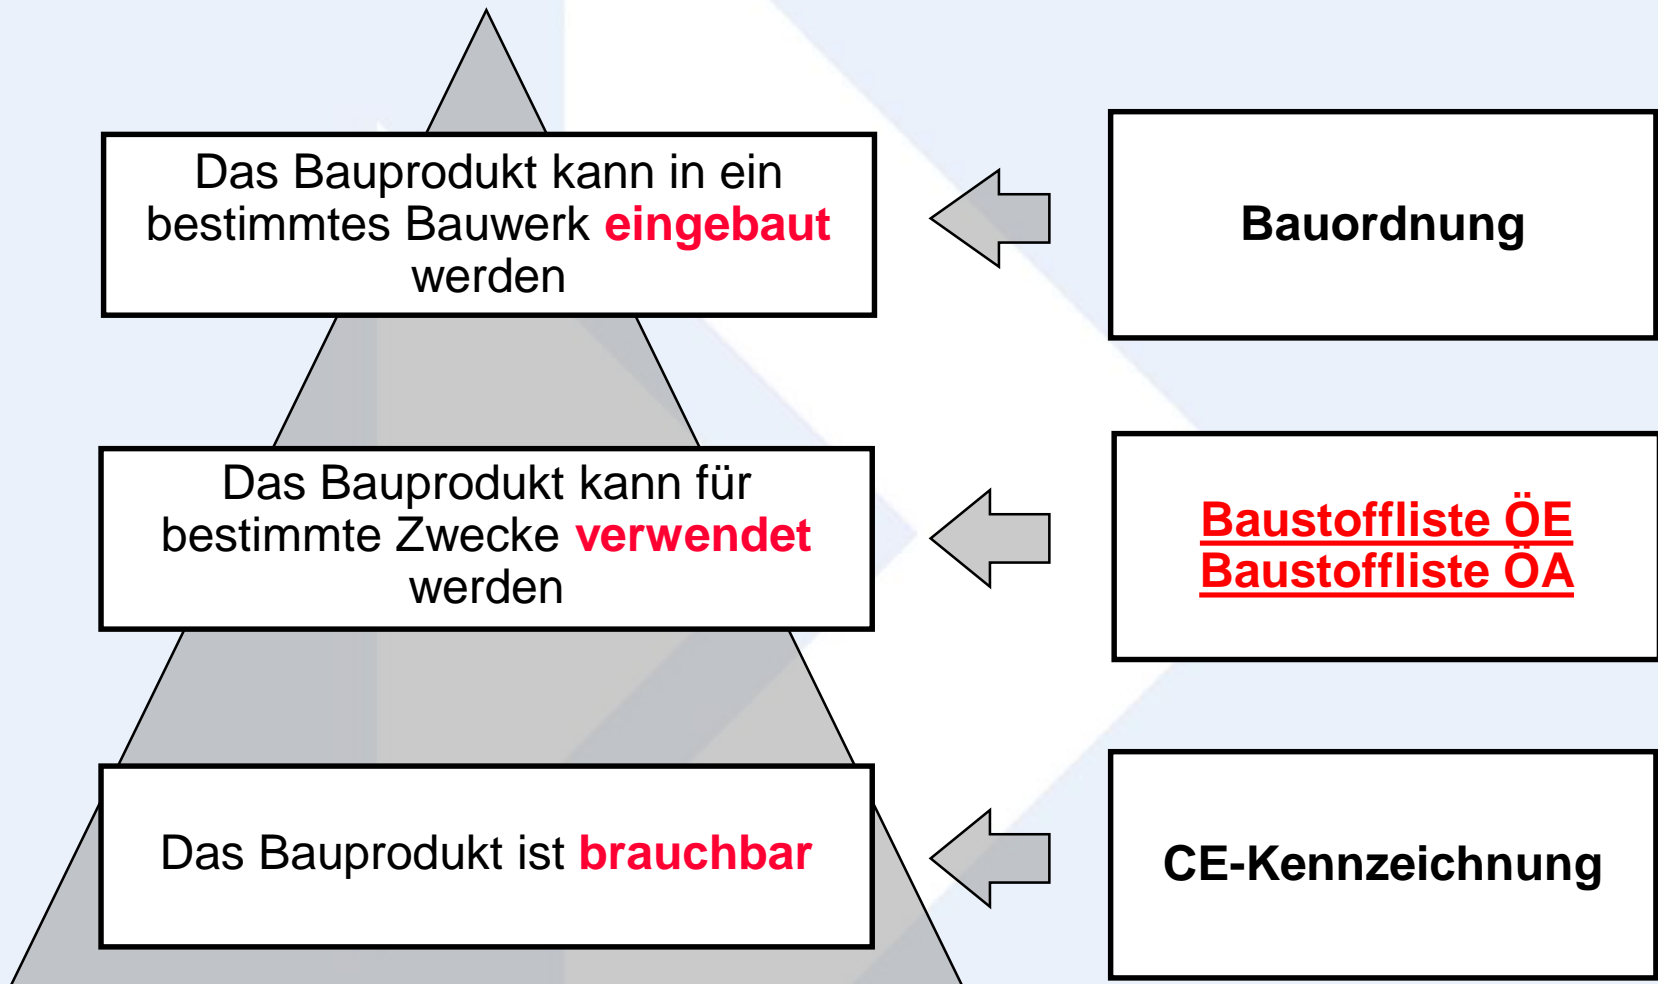 Das Bauprodukt kann in ein
bestimmtes Bauwerk eingebaut
werden
Bauordnung
Das Bauprodukt kann für
bestimmte Zwecke verwendet
werden
Baustoffliste ÖE
Baustoffliste ÖA
Das Bauprodukt ist brauchbar
CE-Kennzeichnung